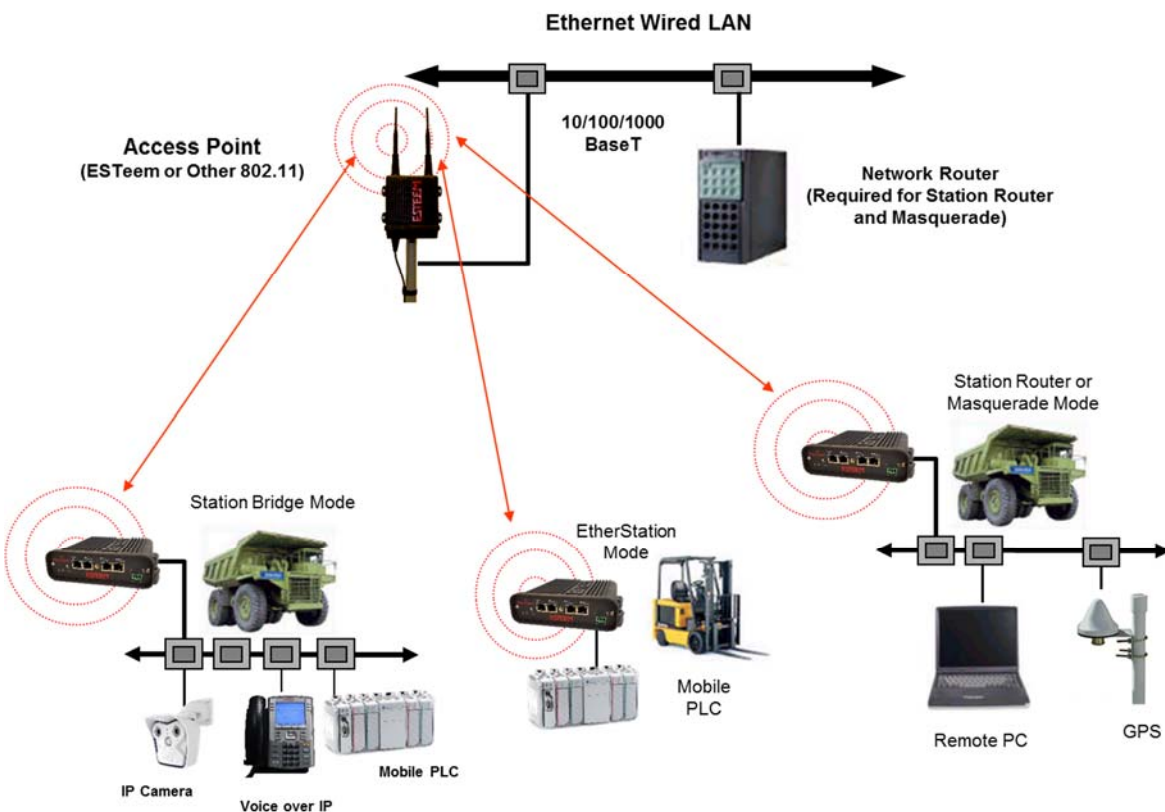 Ethernet Wired LAN
Access Point
(ESTeem or Other 802.11)
10/100/1000
BaseT
Network Router
(Required for Station Router
and Masquerade)
ESTEEM
Station Router or
Masquerade Mode
Station Bridge Mode
EtherStation
Mode
Mobile
PLC
Remote PC
GPS
IP Camera
Voice over IP
Mobile PLC